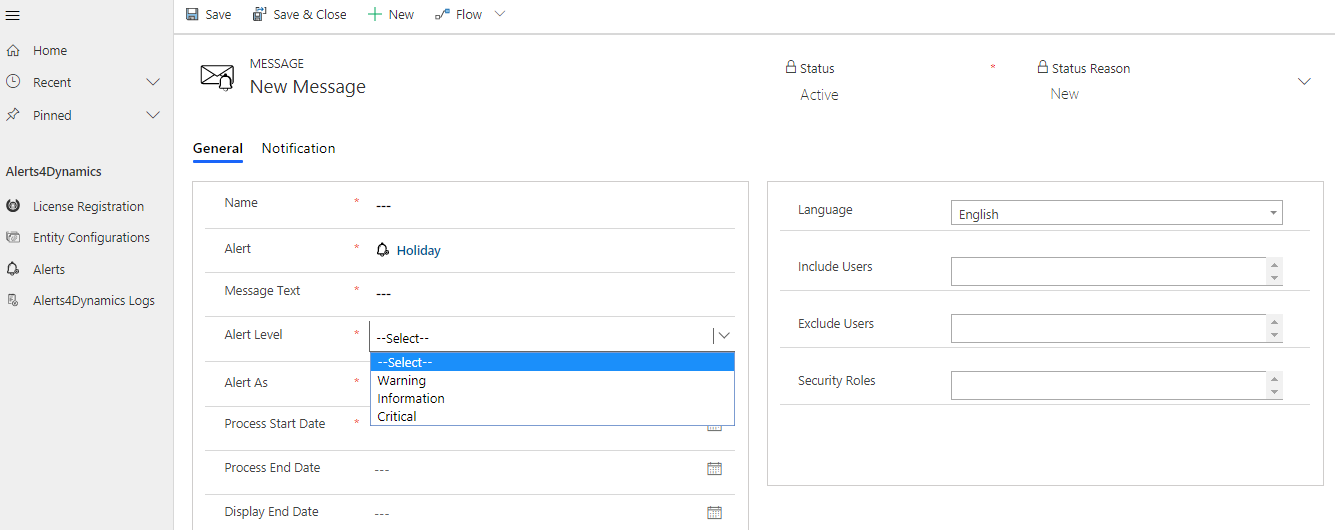 Save
Save & Close
New
Flow
Home
Recent
Pinned
Alerts4Dynamics
License Registration
Entity Configurations
Alerts
Alerts4Dynamics Logs
MESSAGE
New Message
Status *
Active
Status Reason
New
General
Notification
Name * ---
Alert * Holiday
Message Text * ---
Alert Level * --Select--
--Select--
Warning
Information
Critical
Alert As *
Process Start Date *
Process End Date ---
Display End Date ---
Language English
Include Users
Exclude Users
Security Roles